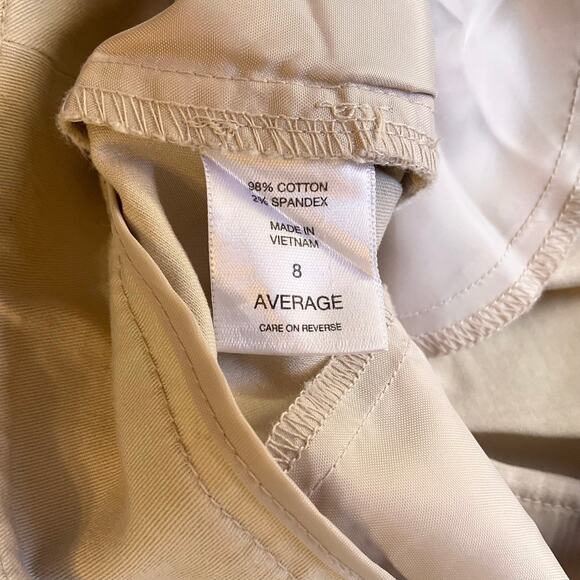 98% COTTON
2% SPANDEX
MADE IN
VIETNAM
8
AVERAGE
CARE ON REVERSE